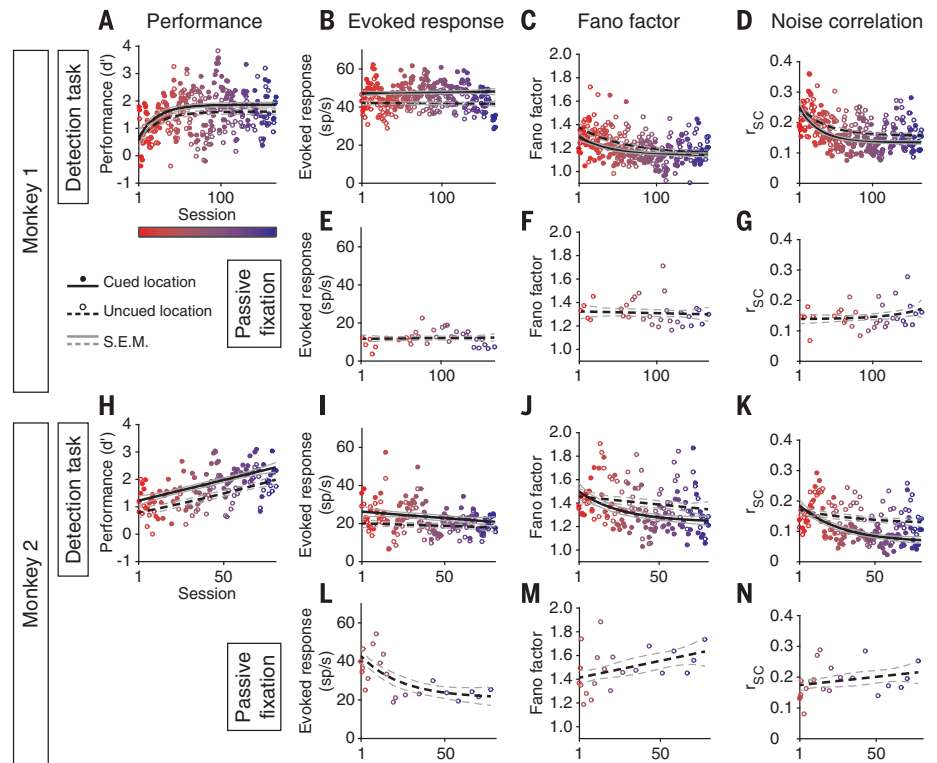 A Performance
B Evoked response
C Fano factor
D Noise correlation
Monkey 1
Detection task
Performance (d')
4
3
2
1
0
-1
1 100
Session
Evoked response
(sp/s)
60
40
20
0
1 100
Fano factor
2.0
1.8
1.6
1.4
1.2
1.0
1 100
rSC
0.4
0.3
0.2
0.1
0
1 100
Cued location
Uncued location
S.E.M.
Passive
fixation
E
Evoked response
(sp/s)
60
40
20
0
1 100
F
Fano factor
2.0
1.8
1.6
1.4
1.2
1.0
1 100
G
rSC
0.4
0.3
0.2
0.1
0
1 100
Monkey 2
Detection task
H
Performance (d')
4
3
2
1
0
-1
1 50
Session
I
Evoked response
(sp/s)
60
40
20
0
1 50
J
Fano factor
2.0
1.8
1.6
1.4
1.2
1.0
1 50
K
rSC
0.4
0.3
0.2
0.1
0
1 50
Passive
fixation
L
Evoked response
(sp/s)
60
40
20
0
1 50
M
Fano factor
2.0
1.8
1.6
1.4
1.2
1.0
1 50
N
rSC
0.4
0.3
0.2
0.1
0
1 50